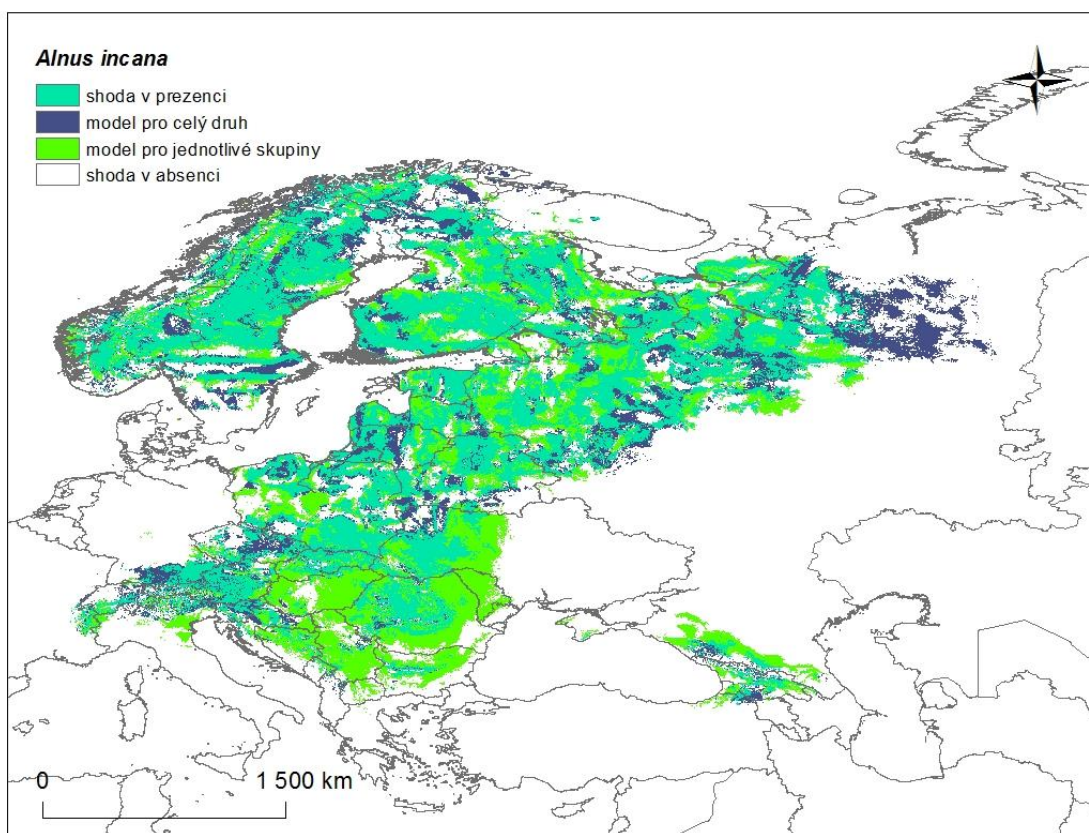 Alnus incana
shoda v prezenci
model pro celý druh
model pro jednotlivé skupiny
shoda v absenci
0 1 500 km